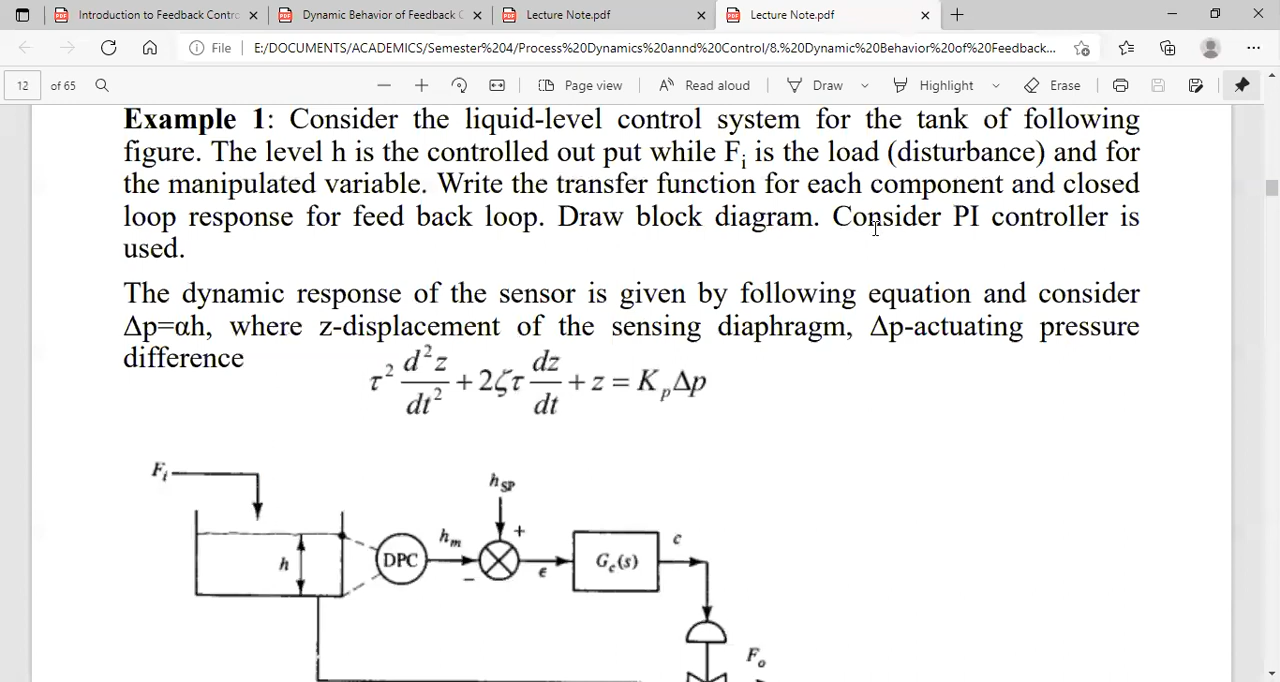 Introduction to Feedback Contro
Dynamic Behavior of Feedback C
Lecture Note.pdf
Lecture Note.pdf
File
E:/DOCUMENTS/ACADEMICS/Semester%204/Process%20Dynamics%20annd%20Control/8.%20Dynamic%20Behavior%20of%20Feedback...
12 of 65
Page view
Read aloud
Draw
Highlight
Erase
Example 1: Consider the liquid-level control system for the tank of following
figure. The level h is the controlled out put while Fi is the load (disturbance) and for
the manipulated variable. Write the transfer function for each component and closed
loop response for feed back loop. Draw block diagram. Consider PI controller is
used.
The dynamic response of the sensor is given by following equation and consider
Δp=αh, where z-displacement of the sensing diaphragm, Δp-actuating pressure
difference
τ² d²z/dt² + 2ζτ dz/dt + z = KpΔp
Fi
hSP
+
h
DPC
hm
−
ϵ
Gc(s)
c
Fo